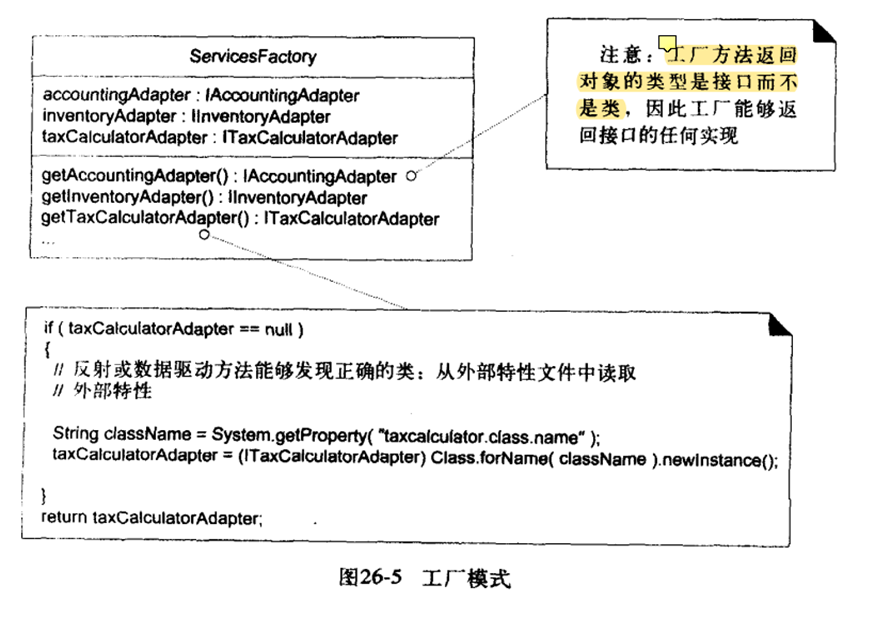 ServicesFactory
accountingAdapter : IAccountingAdapter
inventoryAdapter : IInventoryAdapter
taxCalculatorAdapter : ITaxCalculatorAdapter
getAccountingAdapter() : IAccountingAdapter
getInventoryAdapter() : IInventoryAdapter
getTaxCalculatorAdapter() : ITaxCalculatorAdapter
...
注意：工厂方法返回
对象的类型是接口而不
是类，因此工厂能够返
回接口的任何实现
if ( taxCalculatorAdapter == null )
{
// 反射或数据驱动方法能够发现正确的类：从外部特性文件中读取
// 外部特性
String className = System.getProperty( "taxcalculator.class.name" );
taxCalculatorAdapter = (ITaxCalculatorAdapter) Class.forName( className ).newInstance();
}
return taxCalculatorAdapter;
图26-5 工厂模式